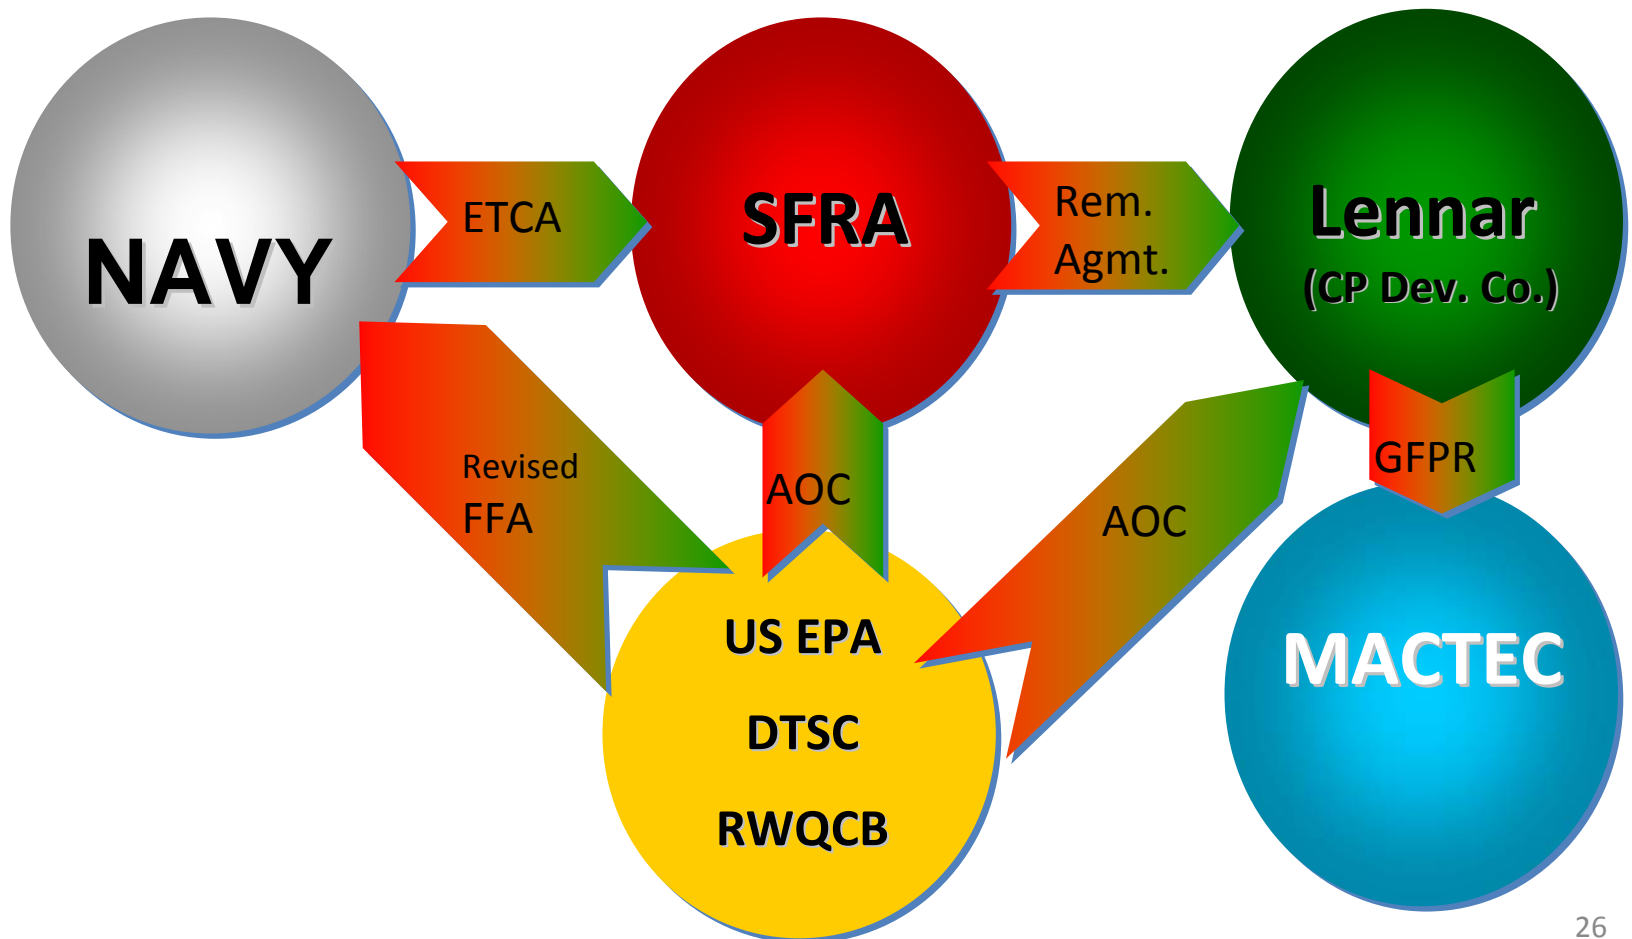 NAVY
ETCA
SFRA
Rem.
Agmt.
Lennar
(CP Dev. Co.)
Revised
FFA
AOC
AOC
GFPR
US EPA
DTSC
RWQCB
MACTEC
26